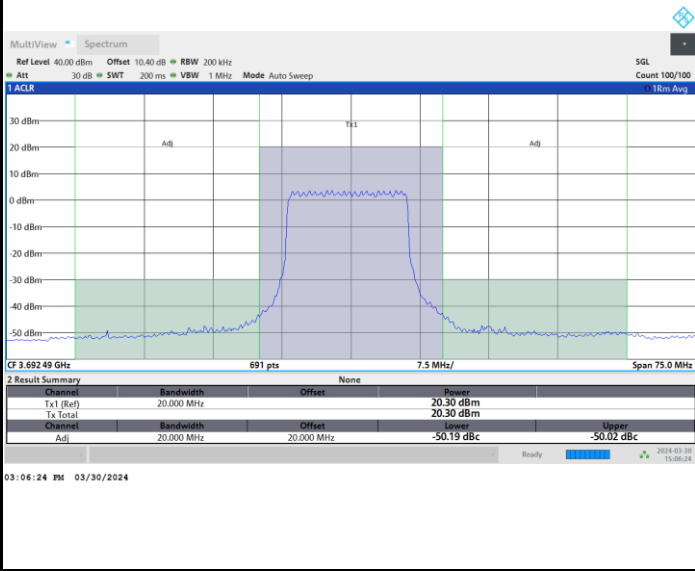 MultiView Spectrum
Ref Level 40.00 dBm Offset 10.40 dB RBW 200 kHz SGL
Att 30 dB SWT 200 ms VBW 1 MHz Mode Auto Sweep Count 100/100
1 ACLR 1Rm Avg
Tx1
30 dBm
Adj Adj
20 dBm
10 dBm
0 dBm
-10 dBm
-20 dBm
-30 dBm
-40 dBm
-50 dBm
CF 3.692 49 GHz 691 pts 7.5 MHz/ Span 75.0 MHz
2 Result Summary None
Channel Bandwidth Offset Power
Tx1 (Ref) 20.000 MHz 20.30 dBm
Tx Total 20.30 dBm
Channel Bandwidth Offset Lower Upper
Adj 20.000 MHz 20.000 MHz -50.19 dBc -50.02 dBc
Ready 2024-03-30
15:06:24
03:06:24 PM 03/30/2024